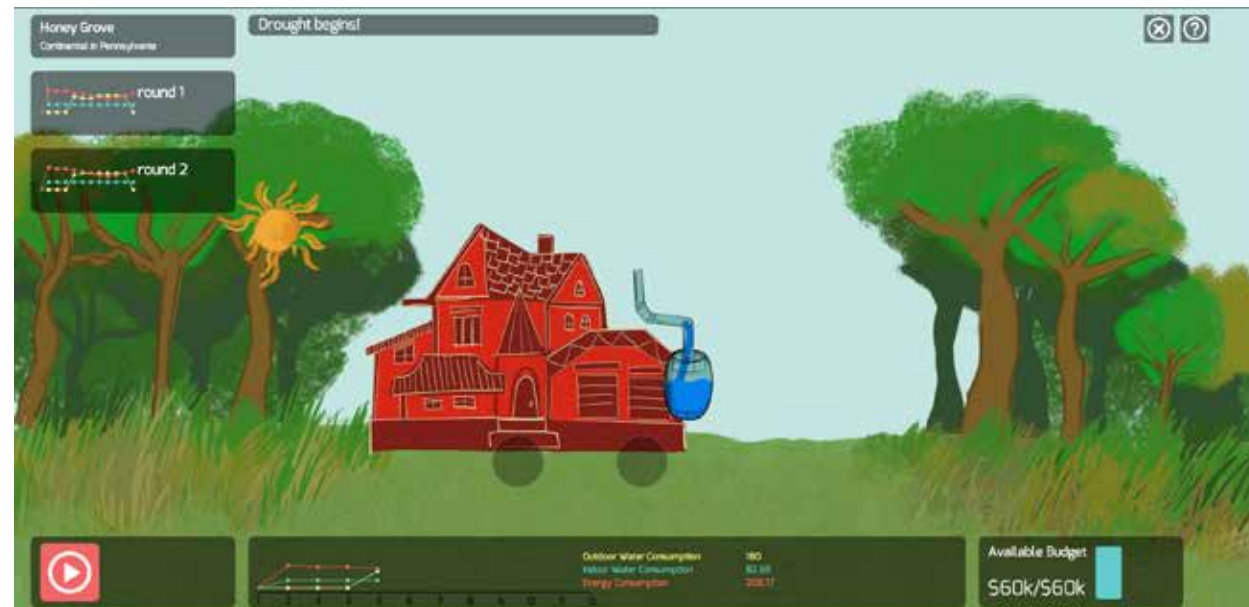 Honey Grove
Continental in Pennsylvania
Drought begins!
round 1
round 2
Outdoor Water Consumption 180
Indoor Water Consumption
Energy Consumption
Available Budget
$60k/$60k